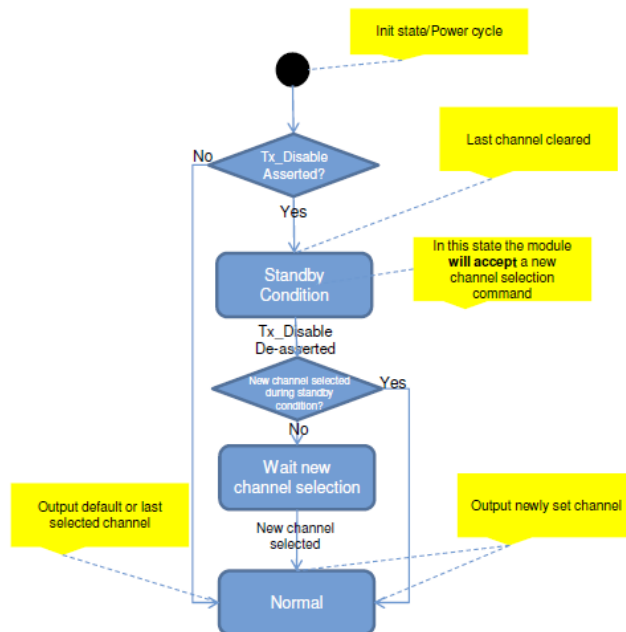 Init state/Power cycle
Last channel cleared
No
Tx_Disable
Asserted?
Yes
In this state the module
will accept a new
channel selection
command
Standby
Condition
Tx_Disable
De-asserted
New channel selected
during standby
condition?
Yes
No
Wait new
channel selection
Output default or last
selected channel
Output newly set channel
New channel
selected
Normal